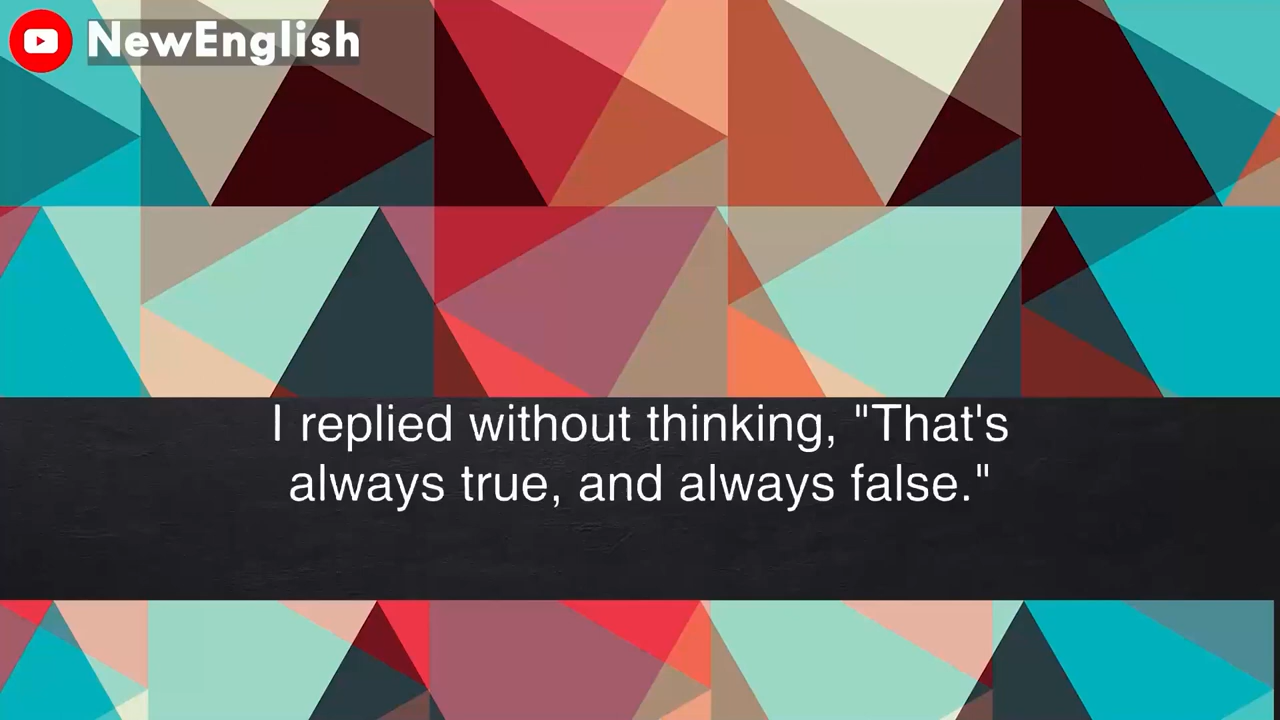 NewEnglish
I replied without thinking, "That's
always true, and always false."